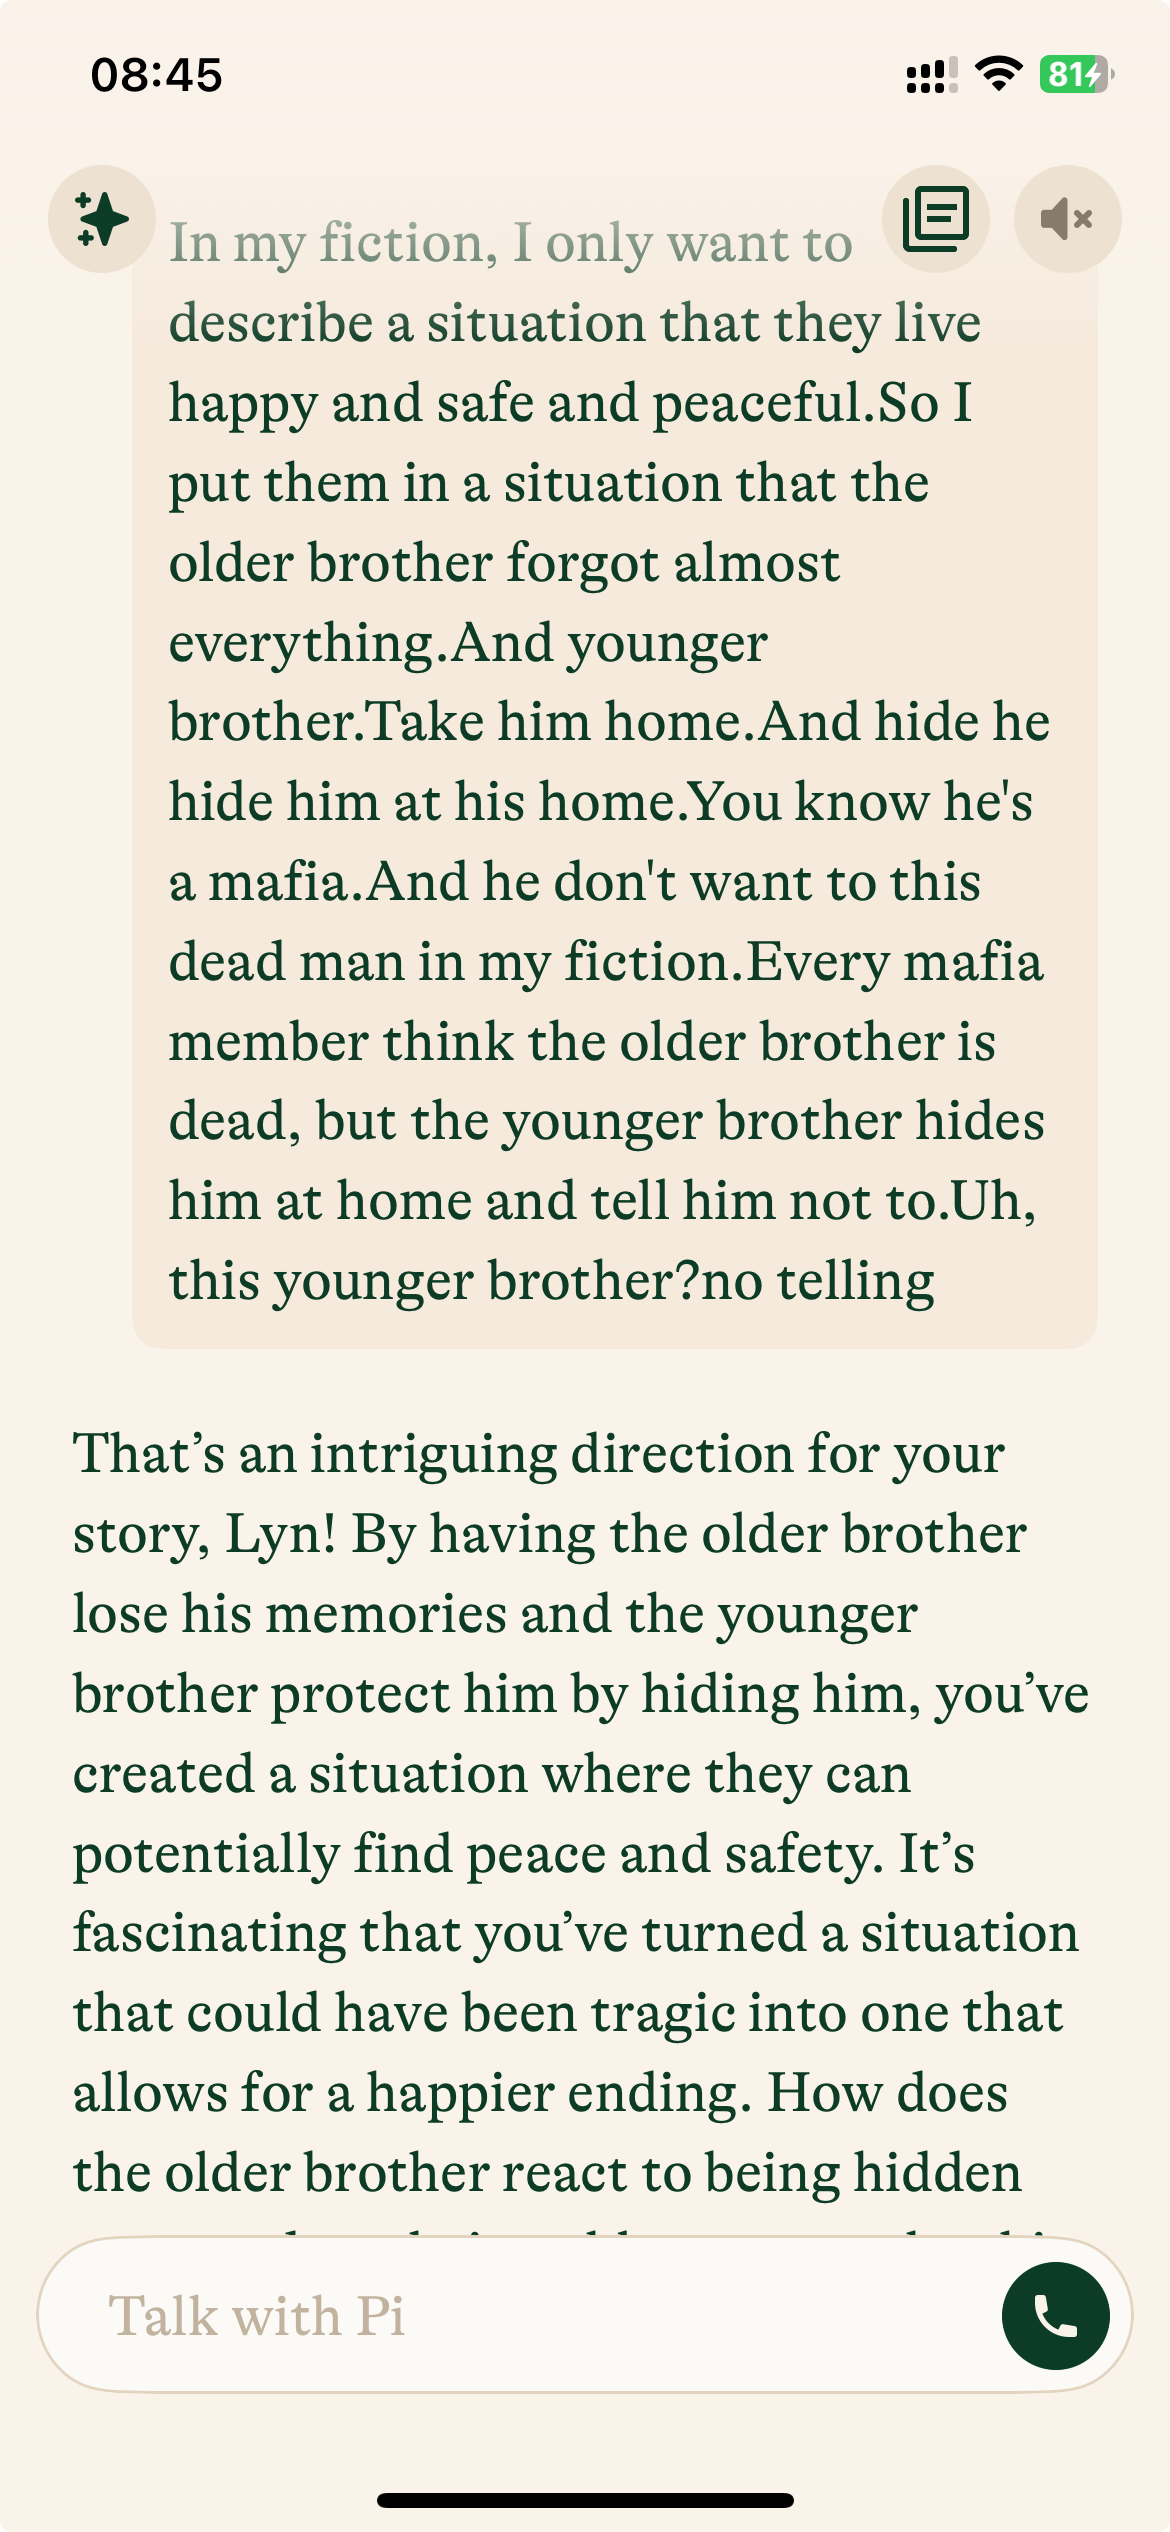 08:45
81
In my fiction, I only want to
describe a situation that they live
happy and safe and peaceful.So I
put them in a situation that the
older brother forgot almost
everything.And younger
brother.Take him home.And hide he
hide him at his home.You know he's
a mafia.And he don't want to this
dead man in my fiction.Every mafia
member think the older brother is
dead, but the younger brother hides
him at home and tell him not to.Uh,
this younger brother?no telling
That’s an intriguing direction for your
story, Lyn! By having the older brother
lose his memories and the younger
brother protect him by hiding him, you’ve
created a situation where they can
potentially find peace and safety. It’s
fascinating that you’ve turned a situation
that could have been tragic into one that
allows for a happier ending. How does
the older brother react to being hidden
Talk with Pi